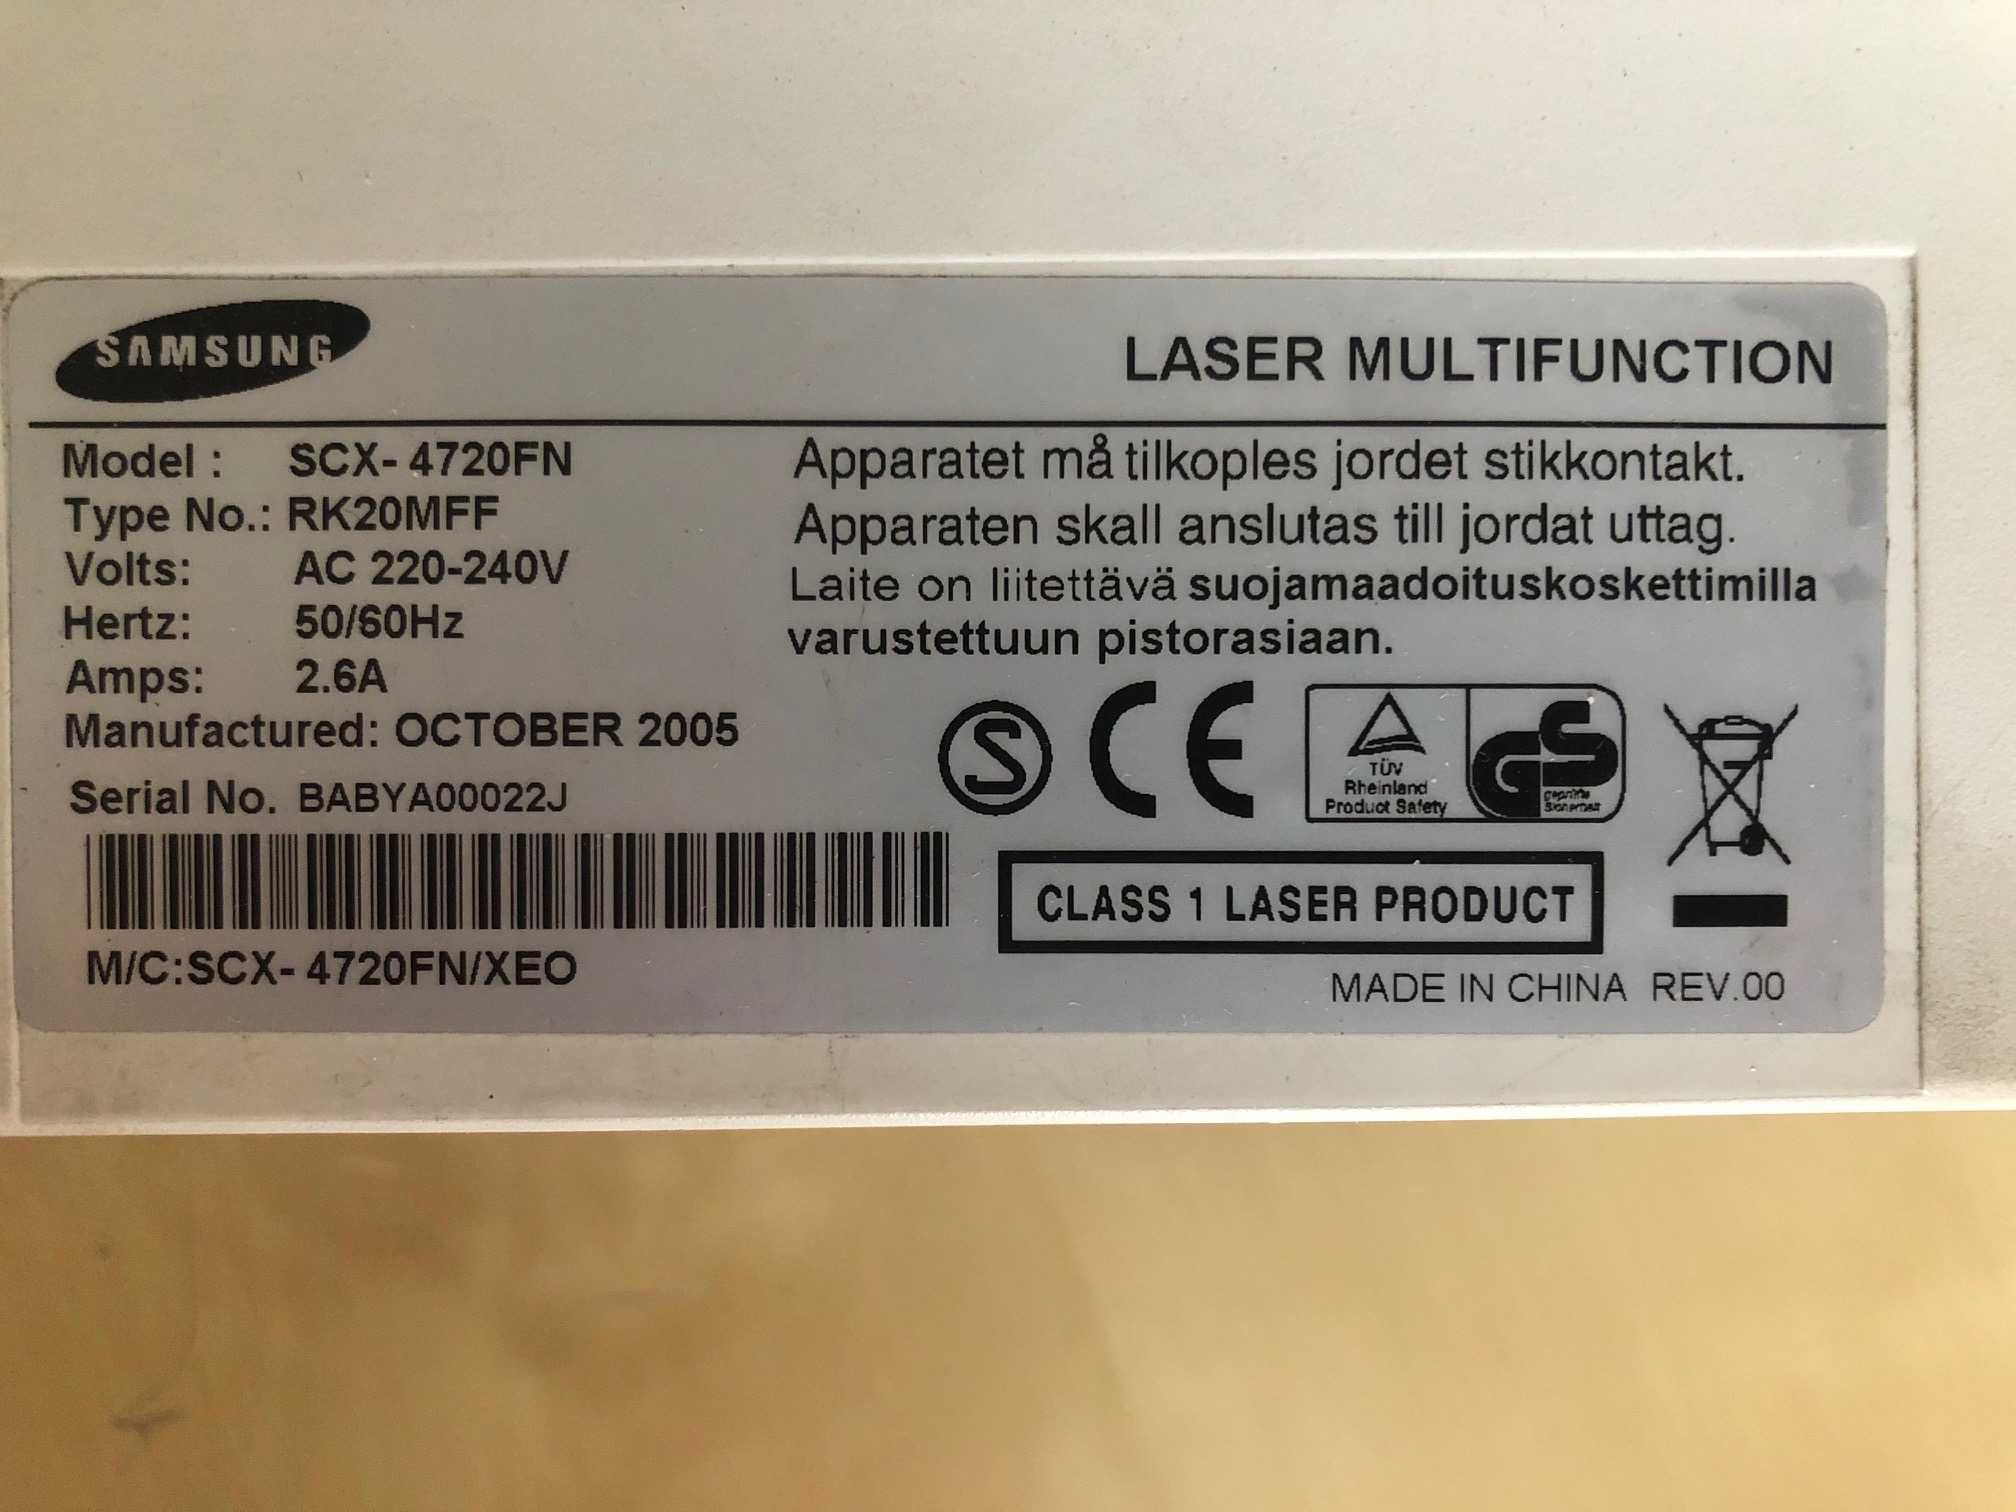 SAMSUNG
LASER MULTIFUNCTION
Model : SCX- 4720FN
Type No.: RK20MFF
Volts: AC 220-240V
Hertz: 50/60Hz
Amps: 2.6A
Manufactured: OCTOBER 2005
Serial No. BABYA00022J
M/C:SCX- 4720FN/XEO
Apparatet må tilkoples jordet stikkontakt.
Apparaten skall anslutas till jordat uttag.
Laite on liitettävä suojamaadoituskoskettimilla
varustettuun pistorasiaan.
S CE
TÜV
Rheinland
Product Safety
GS
geprüfte
Sicherheit
CLASS 1 LASER PRODUCT
MADE IN CHINA REV.00